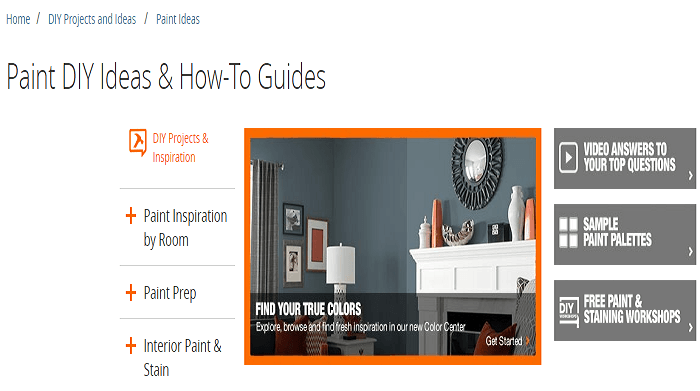 Home / DIY Projects and Ideas / Paint Ideas
Paint DIY Ideas & How-To Guides
DIY Projects &
Inspiration
+ Paint Inspiration
by Room
+ Paint Prep
+ Interior Paint &
Stain
FIND YOUR TRUE COLORS
Explore, browse and find fresh inspiration in our new Color Center
Get Started >
VIDEO ANSWERS TO
YOUR TOP QUESTIONS >
SAMPLE
PAINT PALETTES >
DIY
WORKSHOPS
FREE PAINT &
STAINING WORKSHOPS >